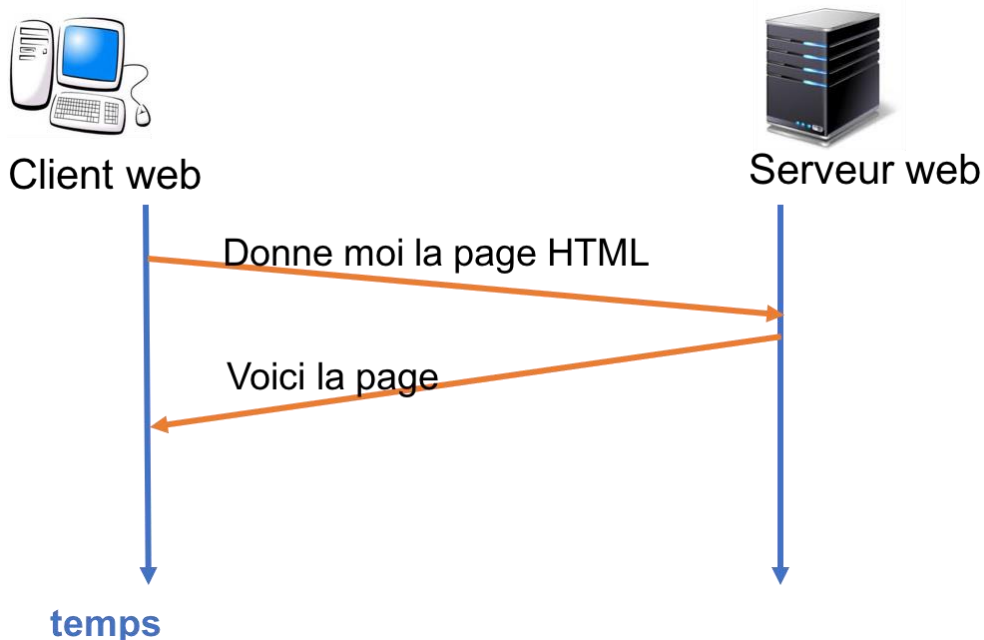 Client web
Serveur web
Donne moi la page HTML
Voici la page
temps